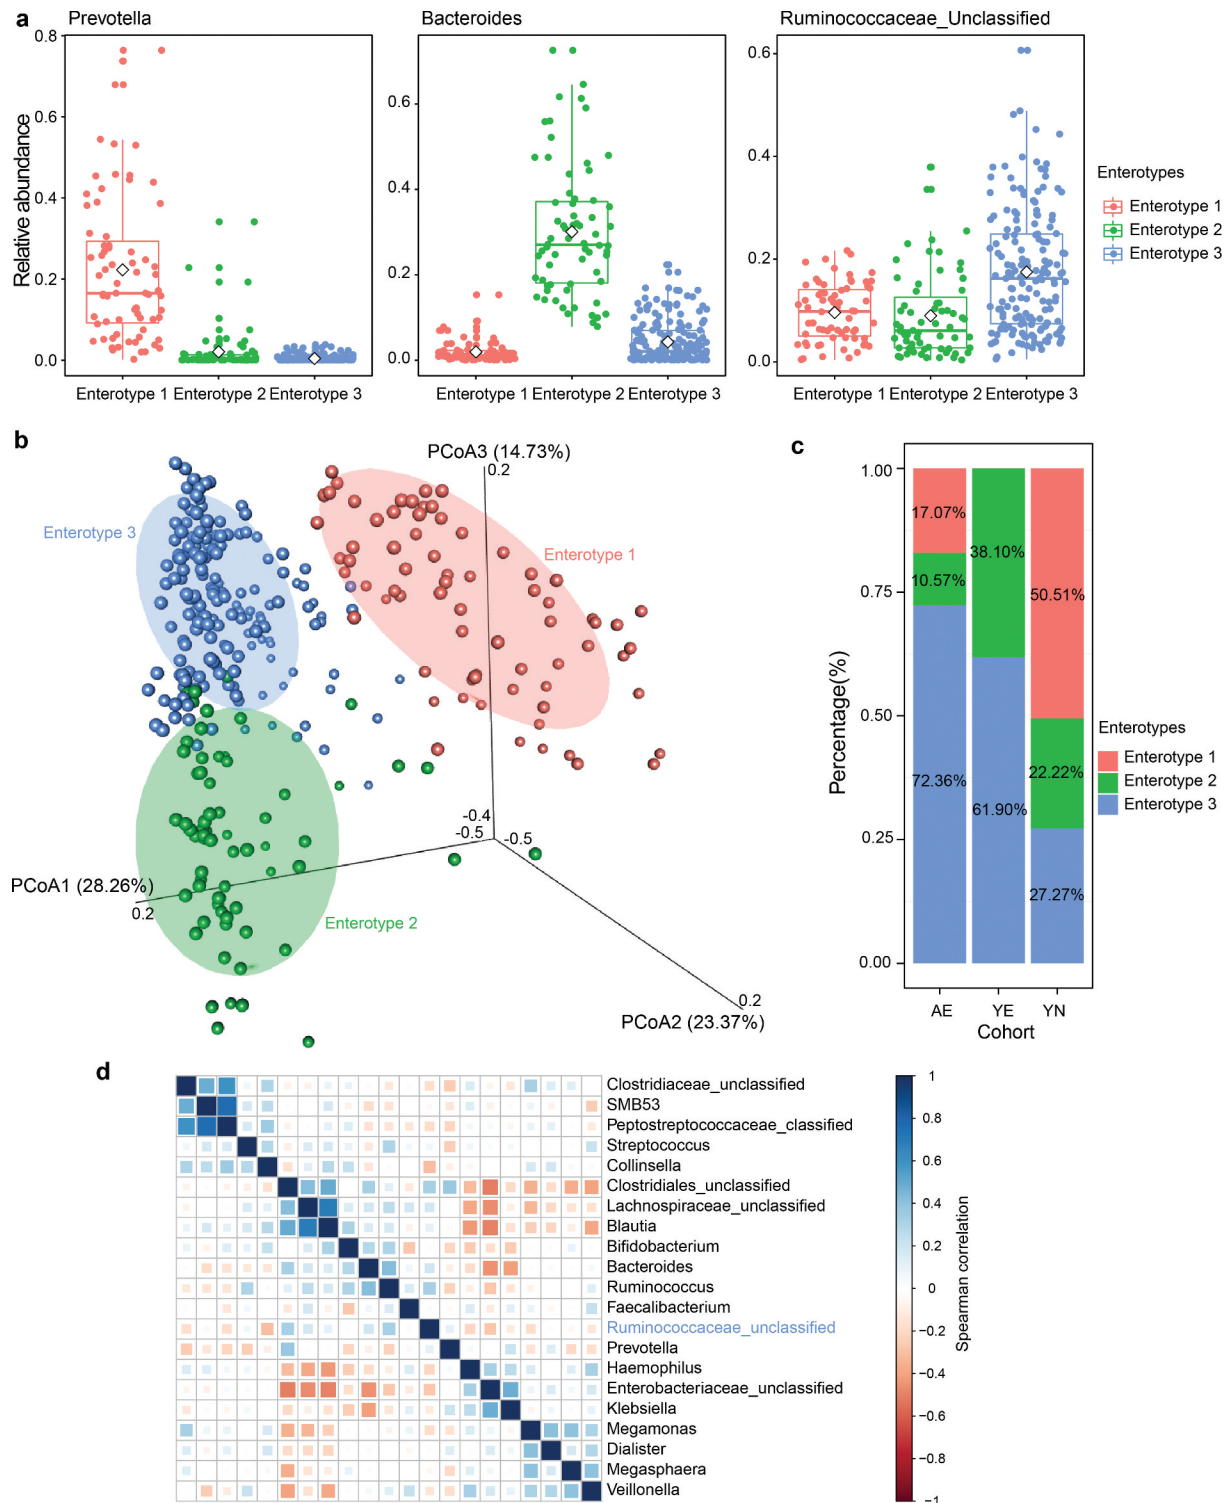 a
Prevotella
Bacteroides
Ruminococcaceae_Unclassified
Relative abundance
0.8
0.6
0.4
0.2
0.0
0.6
0.4
0.2
0.0
0.6
0.4
0.2
0.0
Enterotype 1 Enterotype 2 Enterotype 3
Enterotype 1 Enterotype 2 Enterotype 3
Enterotype 1 Enterotype 2 Enterotype 3
Enterotypes
Enterotype 1
Enterotype 2
Enterotype 3
b
PCoA3 (14.73%)
0.2
Enterotype 3
Enterotype 1
-0.4
-0.5
-0.5
PCoA1 (28.26%)
0.2
Enterotype 2
0.2
PCoA2 (23.37%)
c
Percentage(%)
1.00
0.75
0.50
0.25
0.00
17.07%
10.57%
72.36%
38.10%
61.90%
50.51%
22.22%
27.27%
AE YE YN
Cohort
Enterotypes
Enterotype 1
Enterotype 2
Enterotype 3
d
Clostridiaceae_unclassified
SMB53
Peptostreptococcaceae_classified
Streptococcus
Collinsella
Clostridiales_unclassified
Lachnospiraceae_unclassified
Blautia
Bifidobacterium
Bacteroides
Ruminococcus
Faecalibacterium
Ruminococcaceae_unclassified
Prevotella
Haemophilus
Enterobacteriaceae_unclassified
Klebsiella
Megamonas
Dialister
Megasphaera
Veillonella
1
0.8
0.6
0.4
0.2
0
-0.2
-0.4
-0.6
-0.8
-1
Spearman correlation